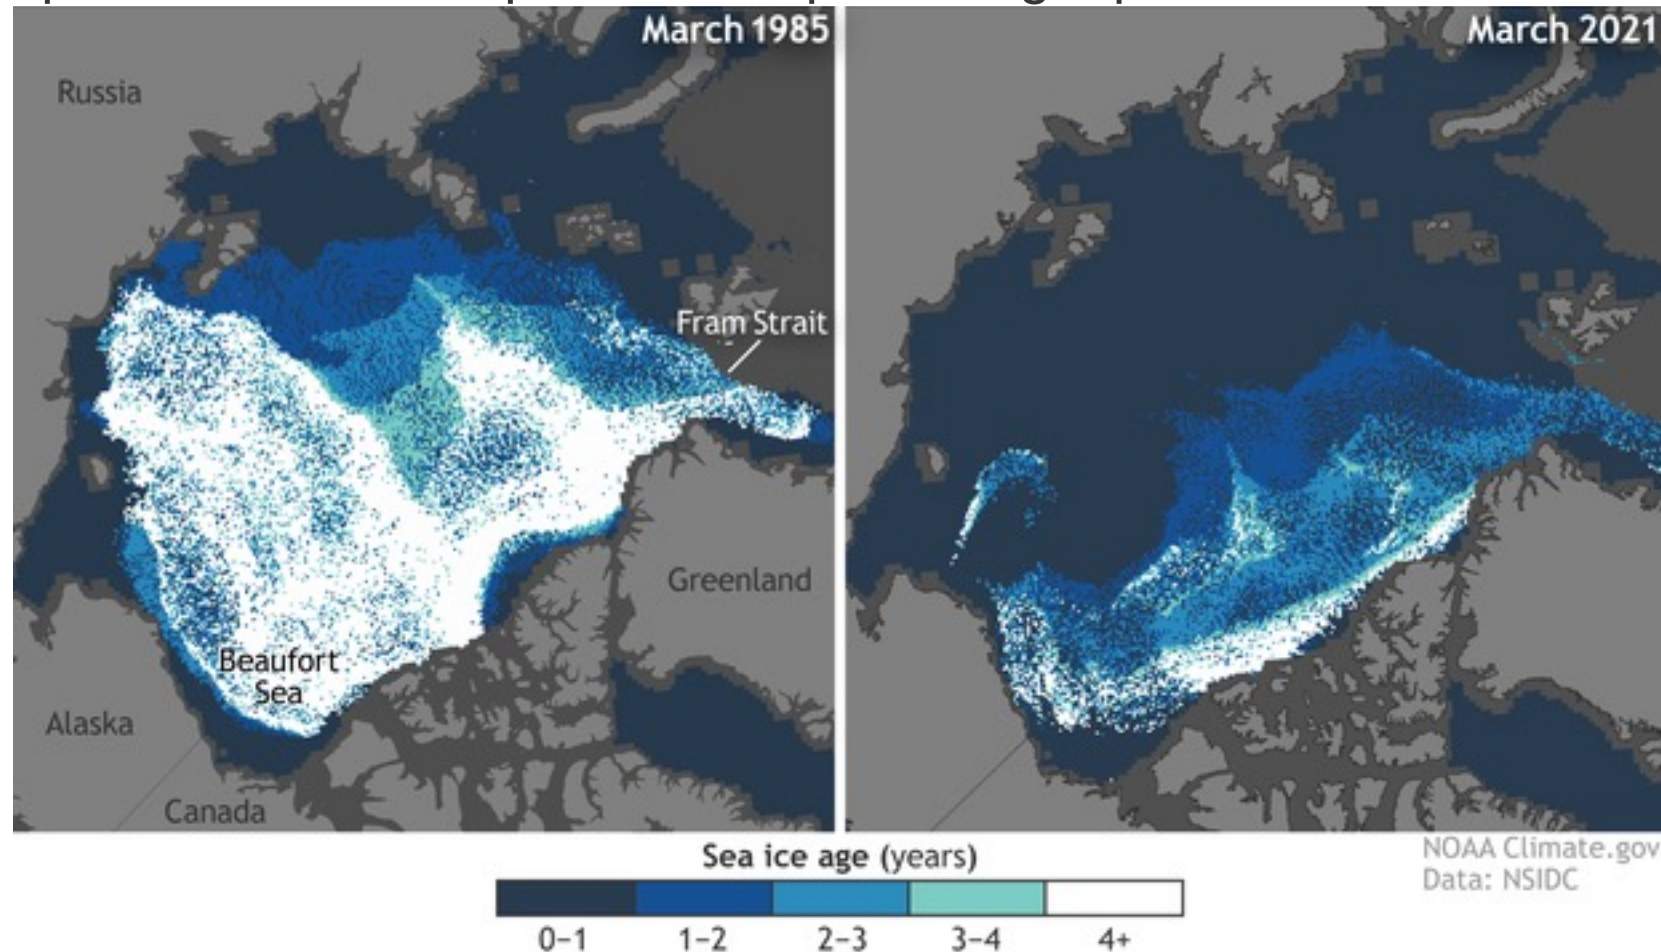 March 1985
March 2021
Russia
Fram Strait
Greenland
Beaufort
Sea
Alaska
Canada
Sea ice age (years)
0–1
1–2
2–3
3–4
4+
NOAA Climate.gov
Data: NSIDC